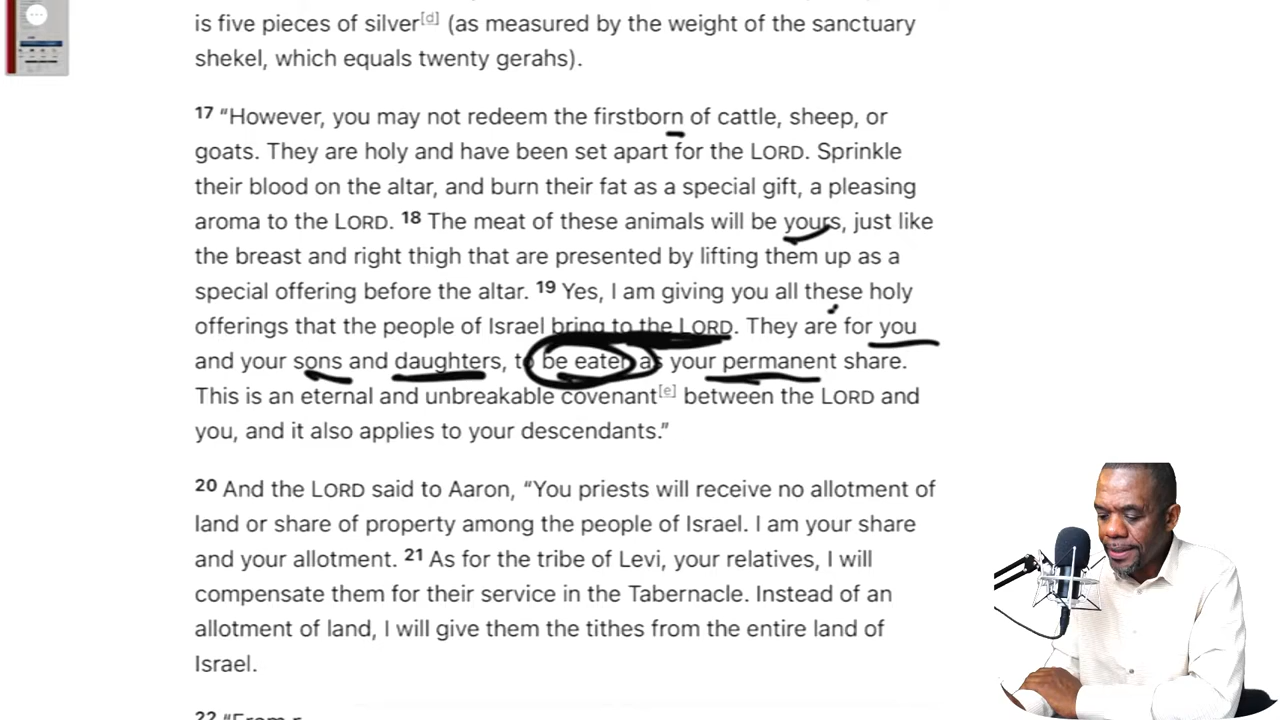 is five pieces of silver[d] (as measured by the weight of the sanctuary
shekel, which equals twenty gerahs).
17 “However, you may not redeem the firstborn of cattle, sheep, or
goats. They are holy and have been set apart for the LORD. Sprinkle
their blood on the altar, and burn their fat as a special gift, a pleasing
aroma to the LORD. 18 The meat of these animals will be yours, just like
the breast and right thigh that are presented by lifting them up as a
special offering before the altar. 19 Yes, I am giving you all these holy
offerings that the people of Israel bring to the LORD. They are for you
and your sons and daughters, to be eaten as your permanent share.
This is an eternal and unbreakable covenant[e] between the LORD and
you, and it also applies to your descendants.”
20 And the LORD said to Aaron, “You priests will receive no allotment of
land or share of property among the people of Israel. I am your share
and your allotment. 21 As for the tribe of Levi, your relatives, I will
compensate them for their service in the Tabernacle. Instead of an
allotment of land, I will give them the tithes from the entire land of
Israel.
22 “From